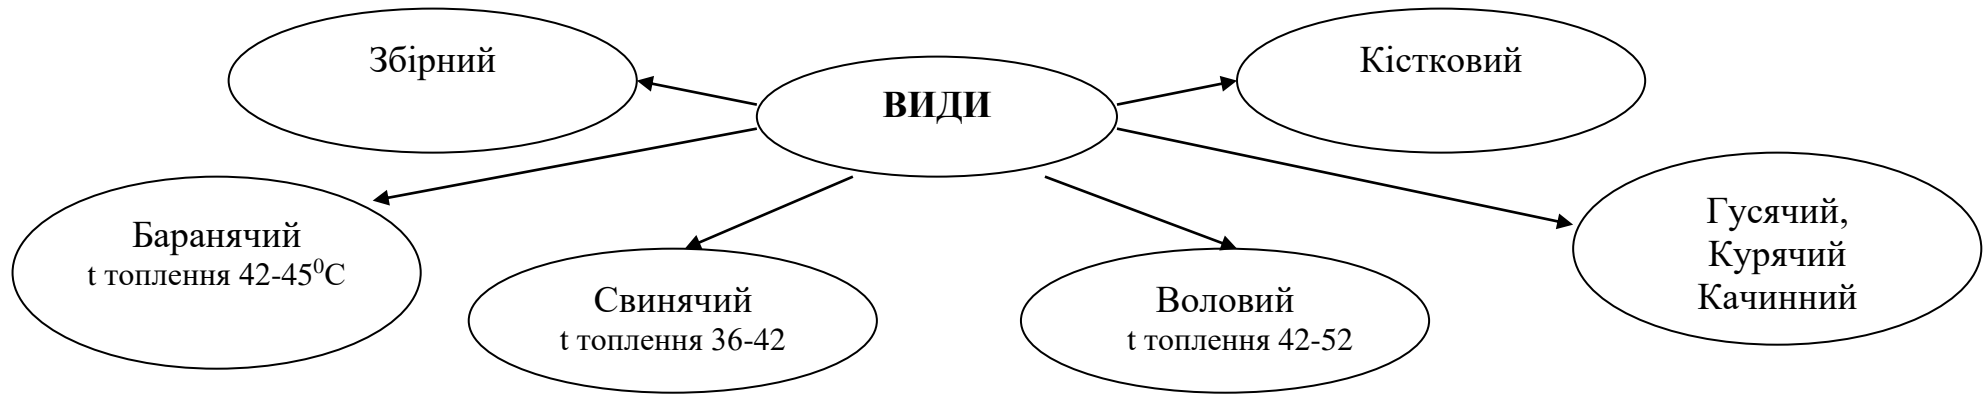 Збірний
ВИДИ
Кістковий
Баранячий
t топлення 42-45⁰С
Свинячий
t топлення 36-42
Воловий
t топлення 42-52
Гусячий,
Курячий
Качинний